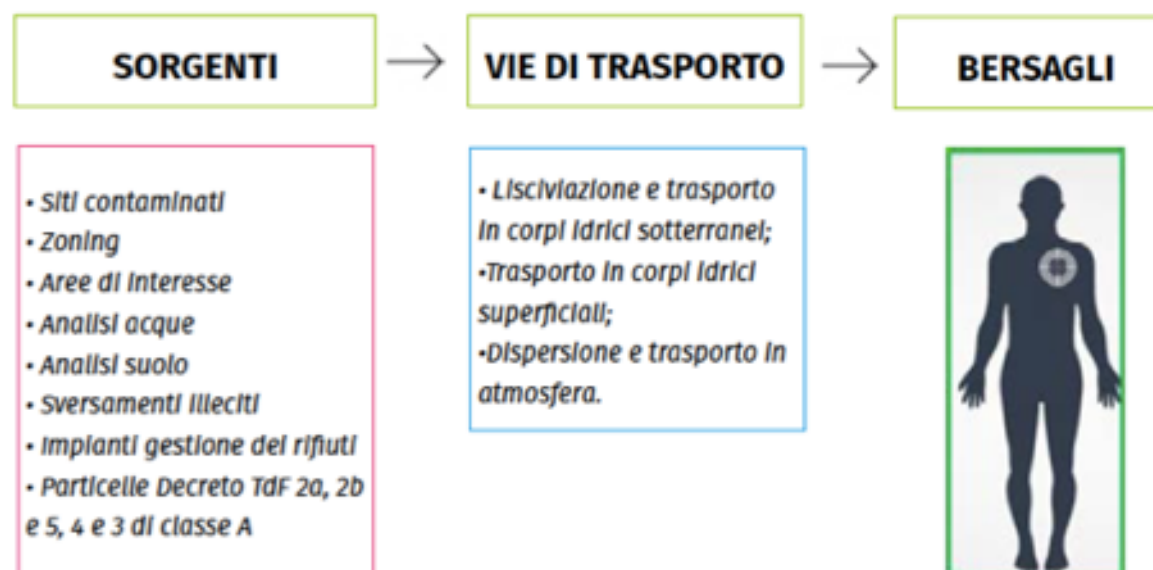 SORGENTI
VIE DI TRASPORTO
BERSAGLI
• Siti contaminati
• Zoning
• Aree di interesse
• Analisi acque
• Analisi suolo
• Sversamenti illeciti
• Impianti gestione dei rifiuti
• Particelle Decreto TdF 2a, 2b
e 5, 4 e 3 di classe A
• Lisciviazione e trasporto
in corpi idrici sotterranei;
•Trasporto in corpi idrici
superficiali;
•Dispersione e trasporto in
atmosfera.